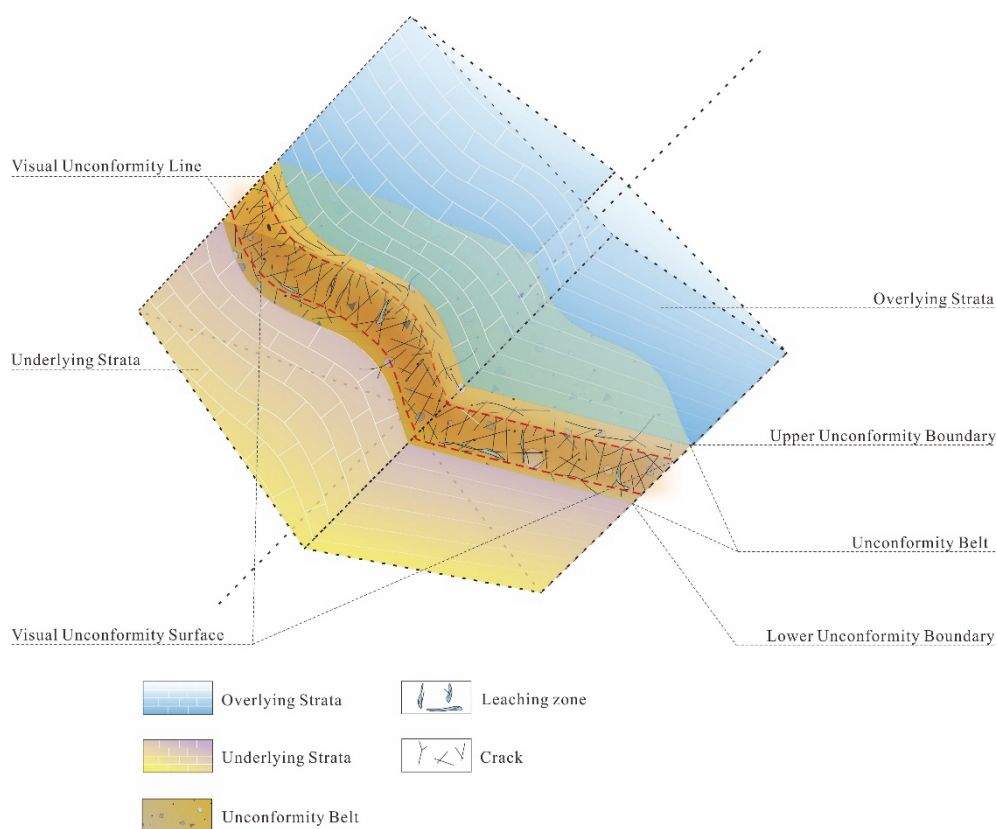 Visual Unconformity Line
Overlying Strata
Underlying Strata
Upper Unconformity Boundary
Unconformity Belt
Visual Unconformity Surface
Lower Unconformity Boundary
Overlying Strata
Leaching zone
Underlying Strata
Crack
Unconformity Belt